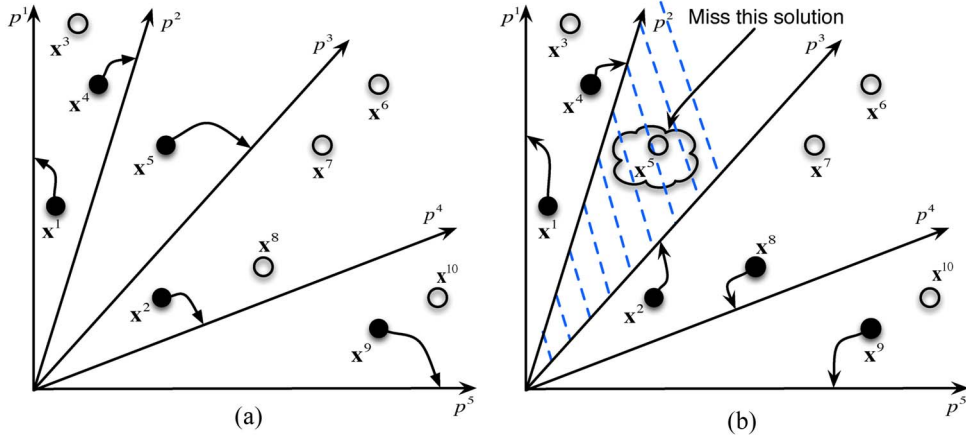 p¹
p²
x³
x⁴
p³
x⁶
x⁵
x⁷
x¹
p⁴
x⁸
x²
x¹⁰
x⁹
p⁵
(a)
Miss this solution
p¹
p²
x³
x⁴
p³
x⁶
x⁵
x⁷
x¹
p⁴
x⁸
x²
x¹⁰
x⁹
p⁵
(b)